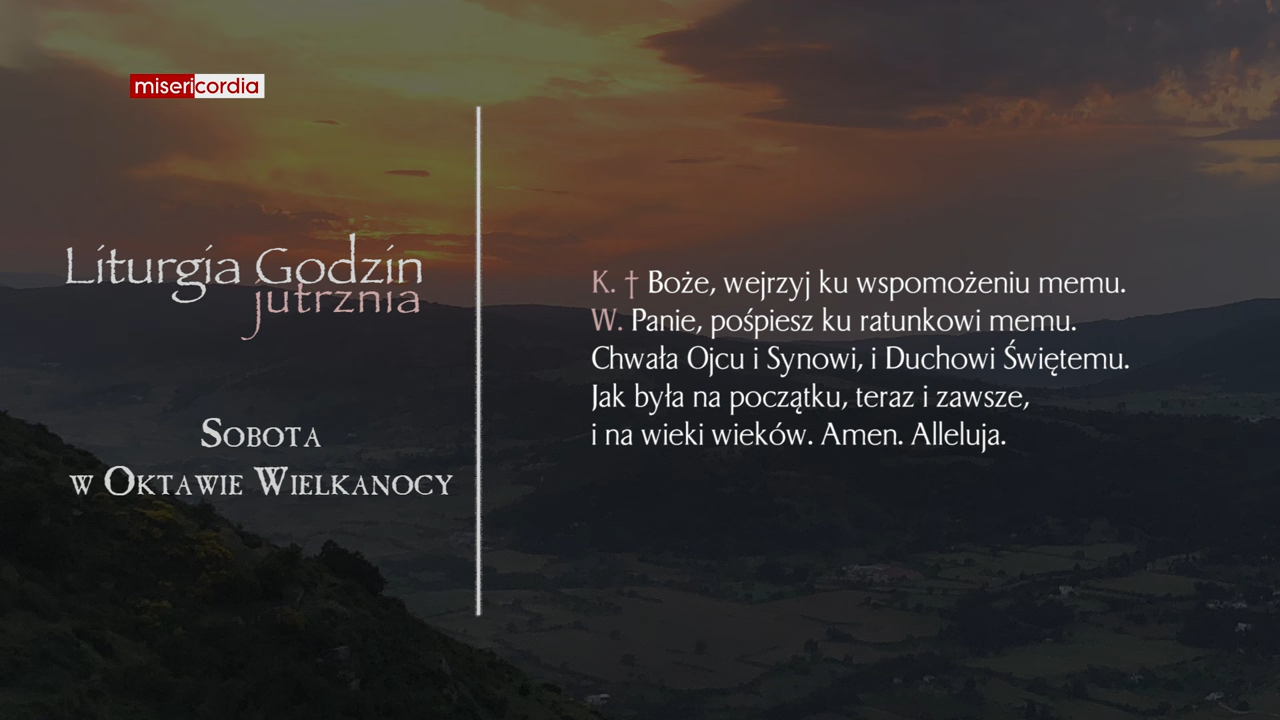 misericordia
Liturgia Godzin
jutrznia
Sobota
w Oktawie Wielkanocy
K. † Boże, wejrzyj ku wspomożeniu memu.
W. Panie, pośpiesz ku ratunkowi memu.
Chwała Ojcu i Synowi, i Duchowi Świętemu.
Jak była na początku, teraz i zawsze,
i na wieki wieków. Amen. Alleluja.